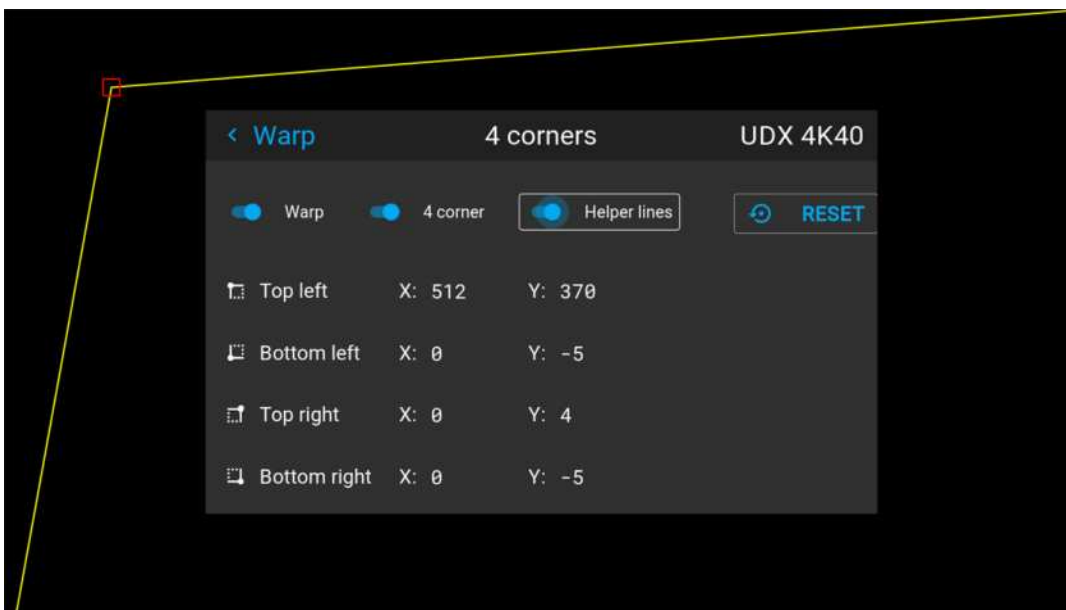 Warp 4 corners UDX 4K40
Warp 4 corner Helper lines RESET
Top left X: 512 Y: 370
Bottom left X: 0 Y: -5
Top right X: 0 Y: 4
Bottom right X: 0 Y: -5